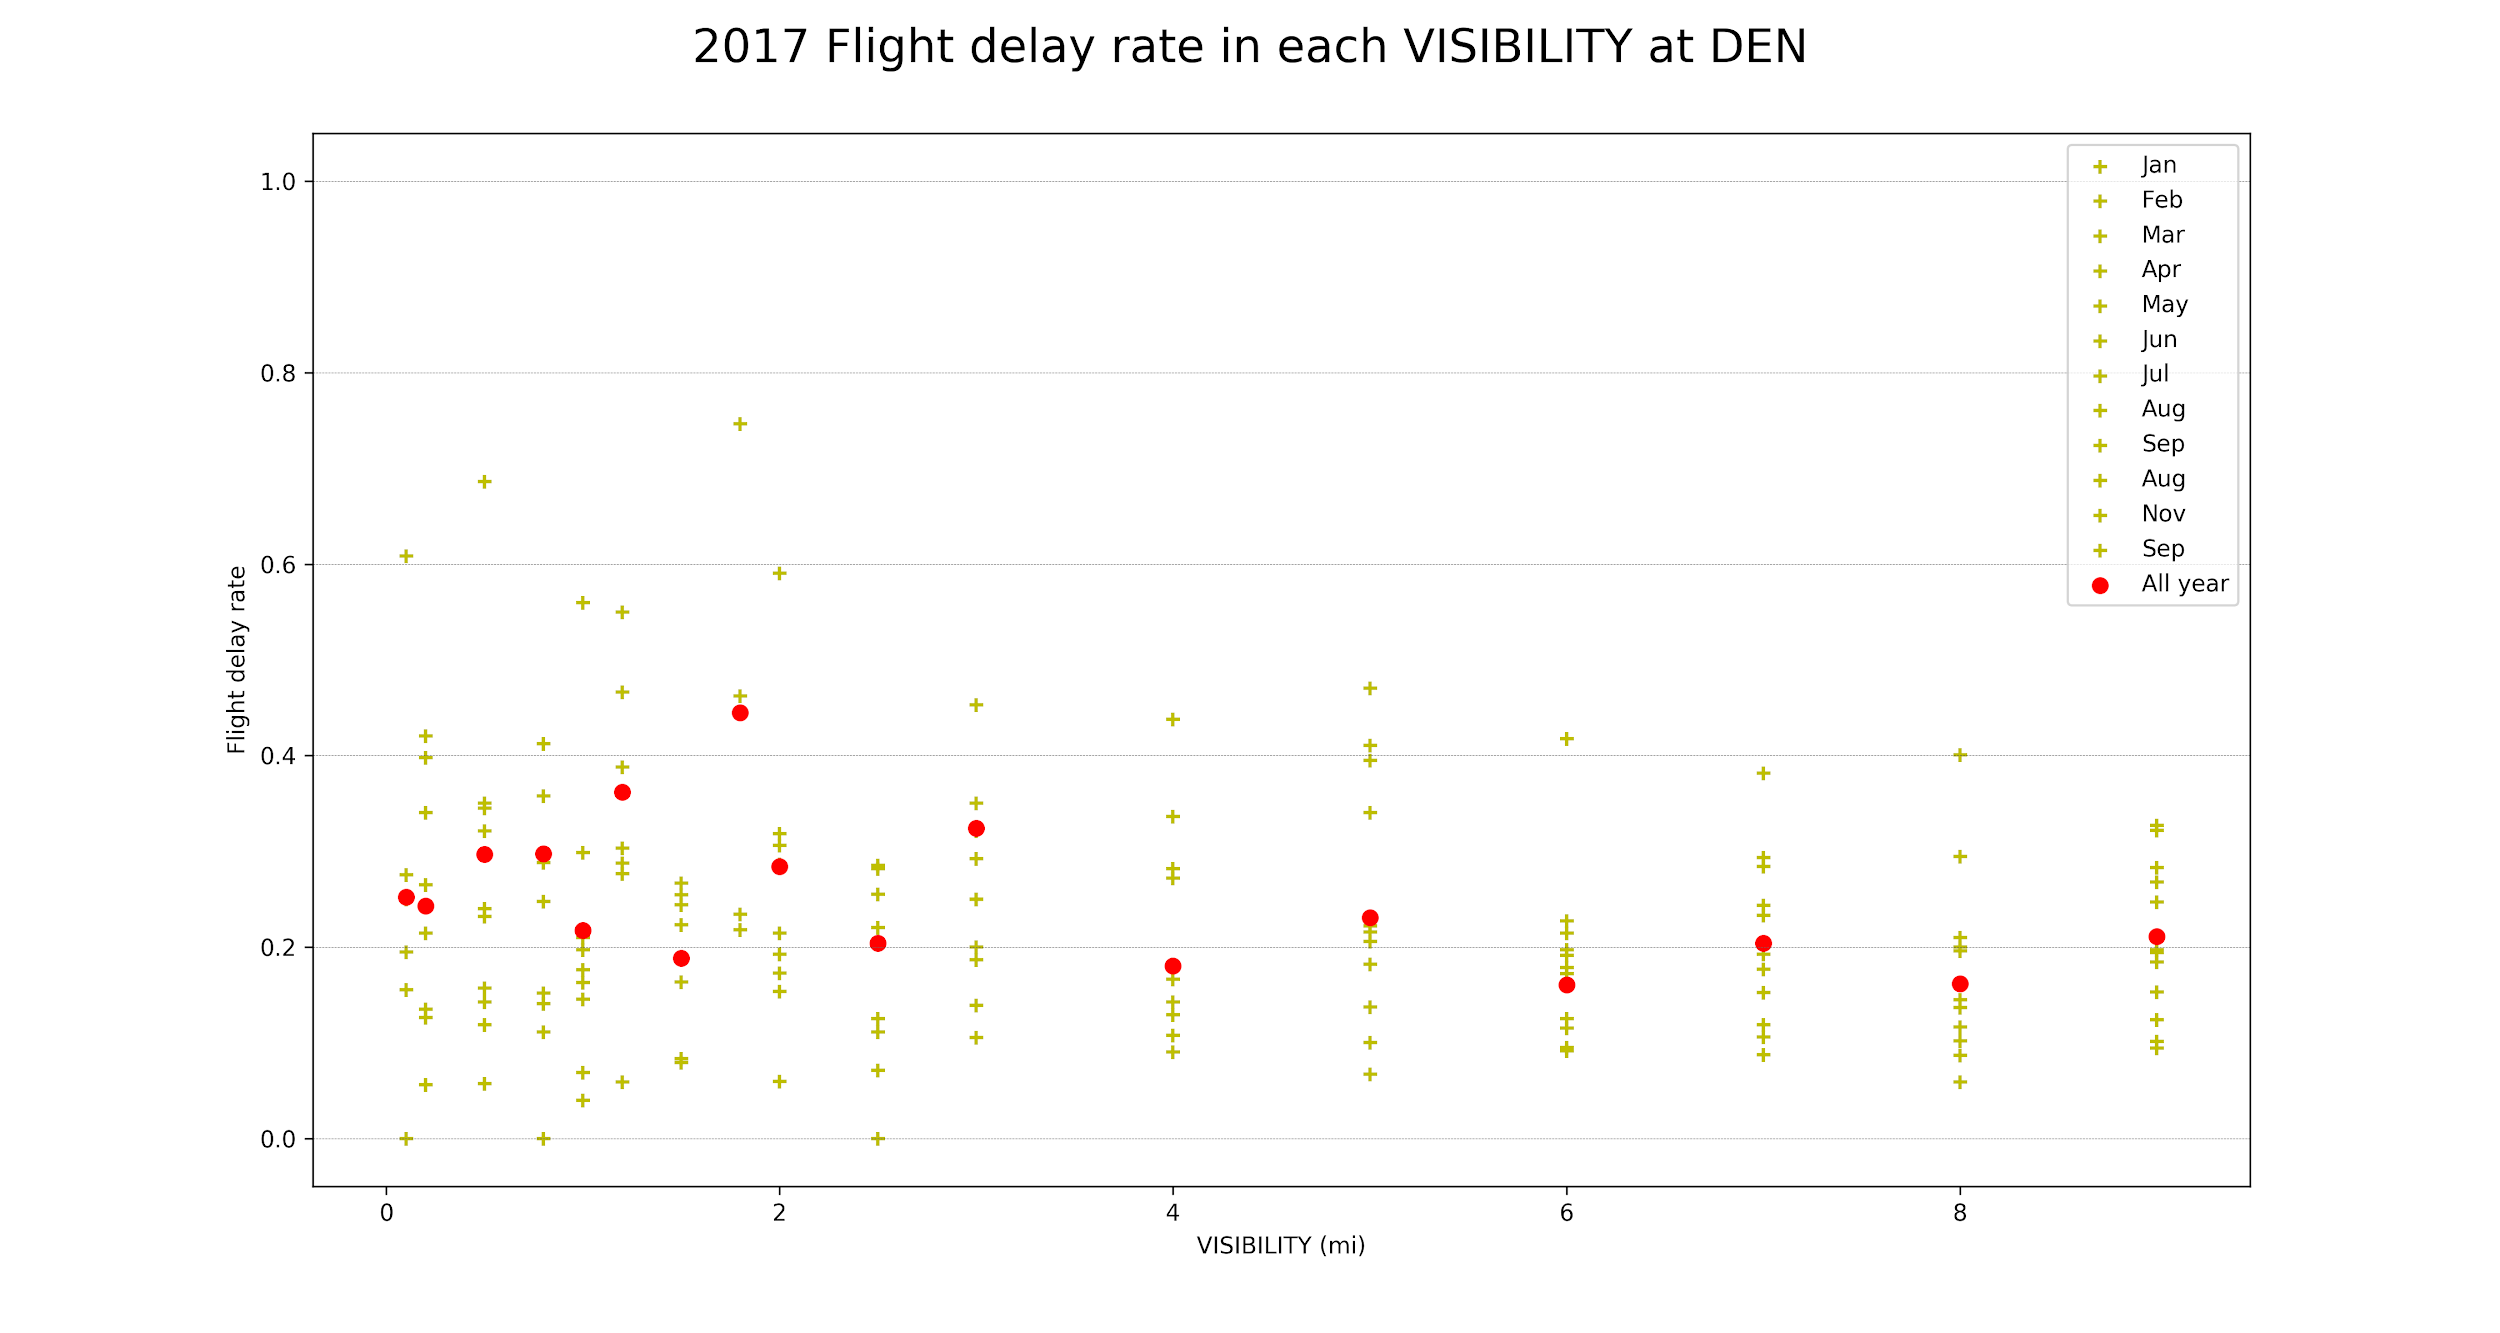 2017 Flight delay rate in each VISIBILITY at DEN
1.0
0.8
0.6
0.4
0.2
0.0
Flight delay rate
0
2
4
6
8
VISIBILITY (mi)
Jan
Feb
Mar
Apr
May
Jun
Jul
Aug
Sep
Aug
Nov
Sep
All year